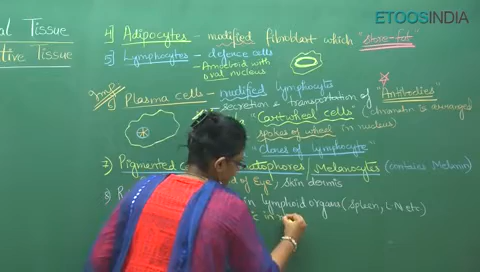 al Tissue
ective Tissue
ETOOSINDIA
4) Adipocytes - modified fibroblast which "store-fat"
5) Lymphocytes - defence cells
- Amoeboid with oval nucleus
Imp
6) Plasma cells - modified lymphocytes
secretion & transportation of "Antibodies"
"Cartwheel cells" (chromatin is arranged
spokes of wheel in nucleus)
"Clones of lymphocyte"
7) Pigmented / Melanocytes (contains Melanin)
of Eye, skin dermis
8) in lymphoid organs (spleen, L.N etc)
c in